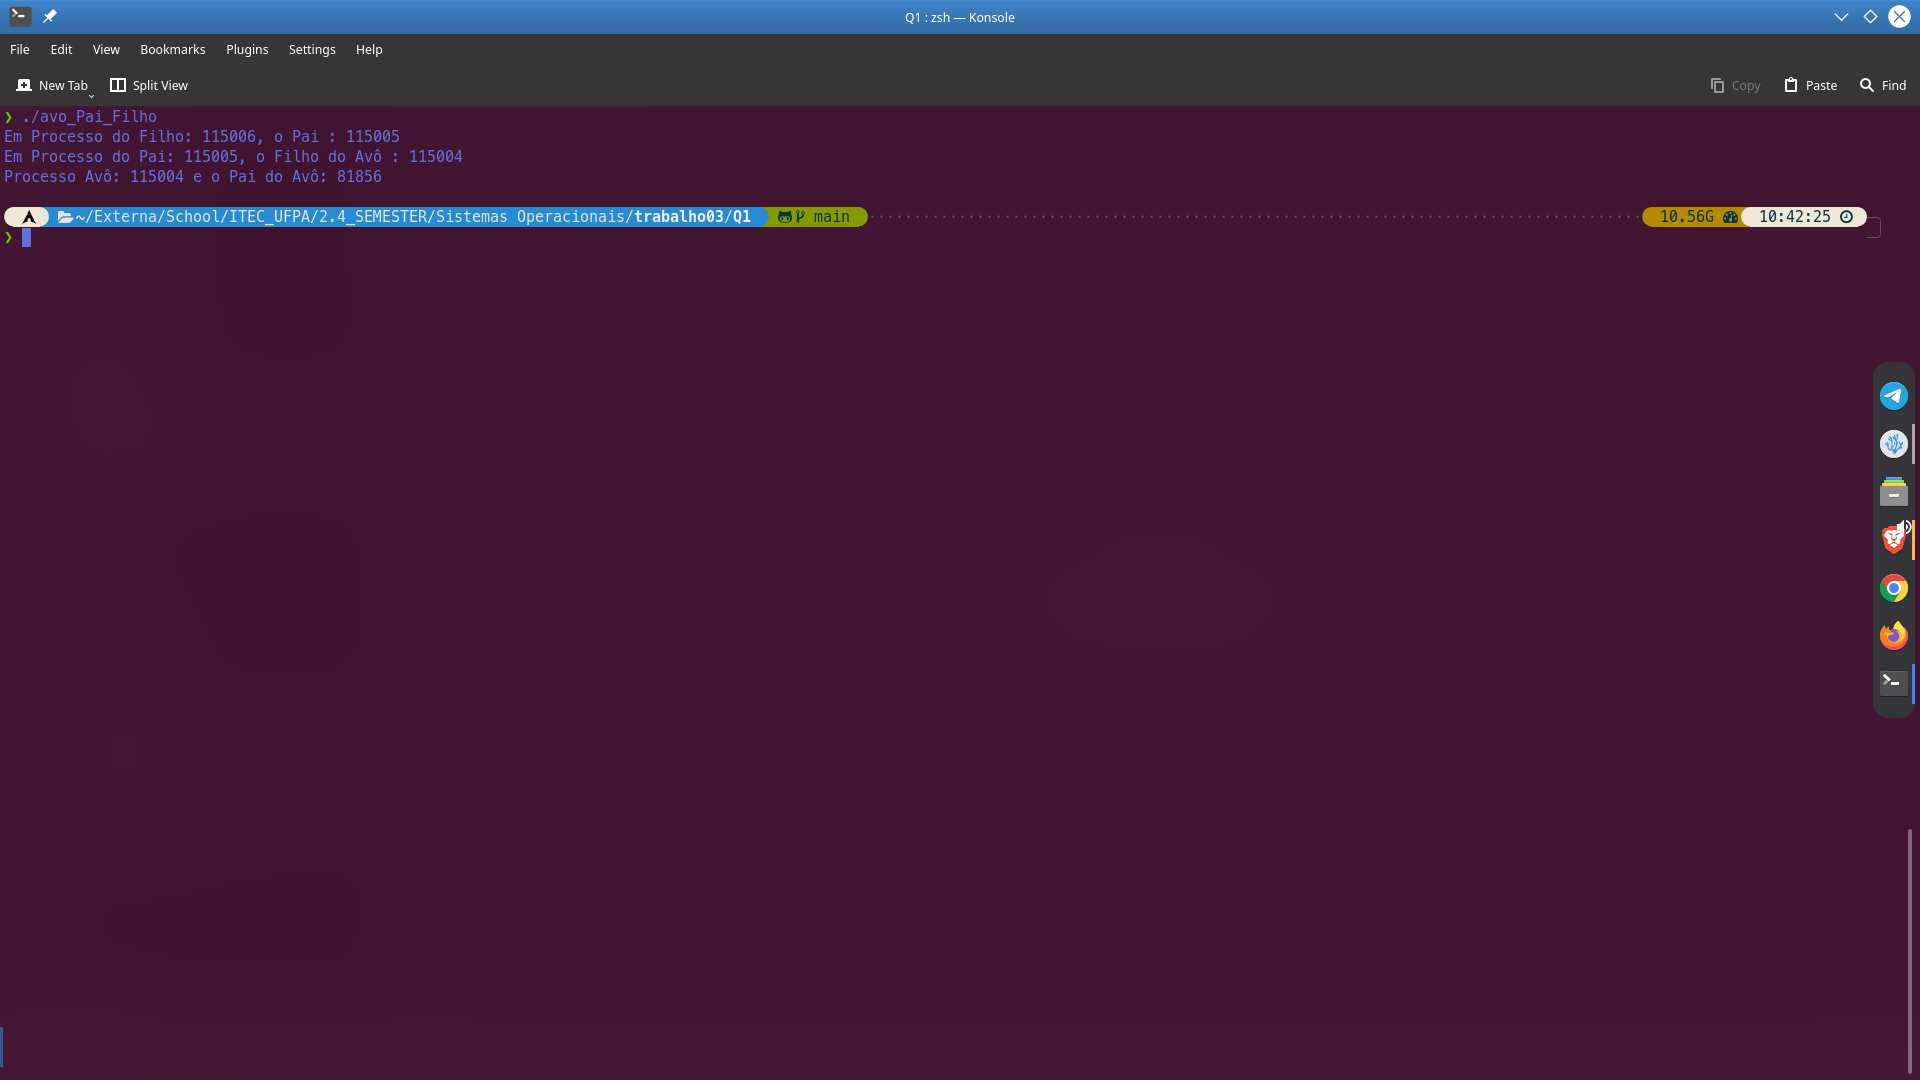 Q1 : zsh — Konsole
File Edit View Bookmarks Plugins Settings Help
New Tab Split View Copy Paste Find
❯ ./avo_Pai_Filho
Em Processo do Filho: 115006, o Pai : 115005
Em Processo do Pai: 115005, o Filho do Avô : 115004
Processo Avô: 115004 e o Pai do Avô: 81856
~/Externa/School/ITEC_UFPA/2.4_SEMESTER/Sistemas Operacionais/trabalho03/Q1 main 10.56G 10:42:25
❯